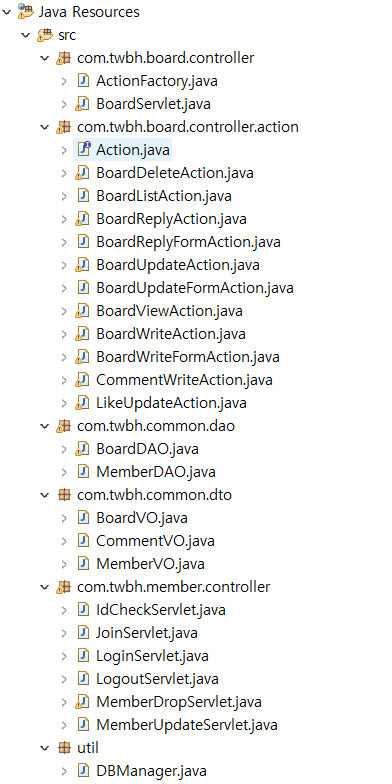 Java Resources
src
com.twbh.board.controller
ActionFactory.java
BoardServlet.java
com.twbh.board.controller.action
Action.java
BoardDeleteAction.java
BoardListAction.java
BoardReplyAction.java
BoardReplyFormAction.java
BoardUpdateAction.java
BoardUpdateFormAction.java
BoardViewAction.java
BoardWriteAction.java
BoardWriteFormAction.java
CommentWriteAction.java
LikeUpdateAction.java
com.twbh.common.dao
BoardDAO.java
MemberDAO.java
com.twbh.common.dto
BoardVO.java
CommentVO.java
MemberVO.java
com.twbh.member.controller
IdCheckServlet.java
JoinServlet.java
LoginServlet.java
LogoutServlet.java
MemberDropServlet.java
MemberUpdateServlet.java
util
DBManager.java